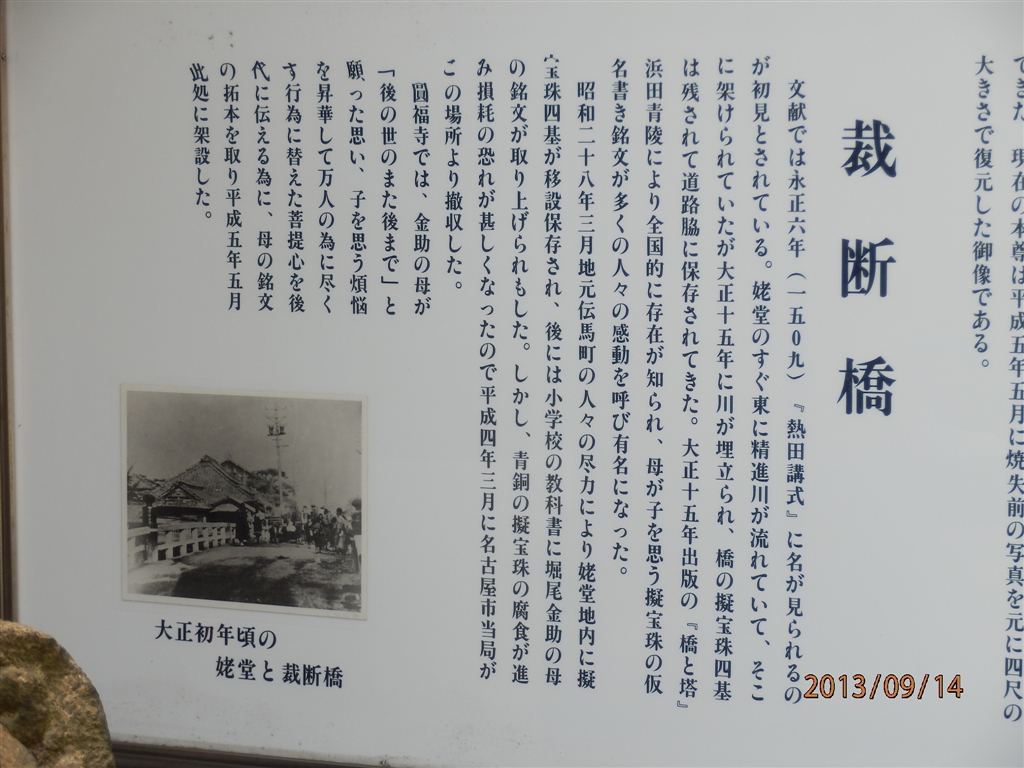 できた。現在の本尊は平成五年五月に焼失前の写真を元に四尺の
大きさで復元した御像である。
裁断橋
文献では永正六年(一五0九)『熱田講式』に名が見られるの
が初見とされている。姥堂のすぐ東に精進川が流れていて、そこ
に架けられていたが大正十五年に川が埋立られ、橋の擬宝珠四基
は残されて道路脇に保存されてきた。大正十五年出版の『橋と塔』
浜田青陵により全国的に存在が知られ、母が子を思う擬宝珠の仮
名書き銘文が多くの人々の感動を呼び有名になった。
昭和二十八年三月地元伝馬町の人々の尽力により姥堂地内に擬
宝珠四基が移設保存され、後には小学校の教科書に堀尾金助の母
の銘文が取り上げられもした。しかし、青銅の擬宝珠の腐食が進
み損耗の恐れが甚しくなったので平成四年三月に名古屋市当局が
この場所より撤収した。
圓福寺では、金助の母が
「後の世のまた後まで」と
願った思い、子を思う煩悩
を昇華して万人の為に尽く
す行為に替えた菩提心を後
代に伝える為に、母の銘文
の拓本を取り平成五年五月
此処に架設した。
大正初年頃の
姥堂と裁断橋
2013/09/14